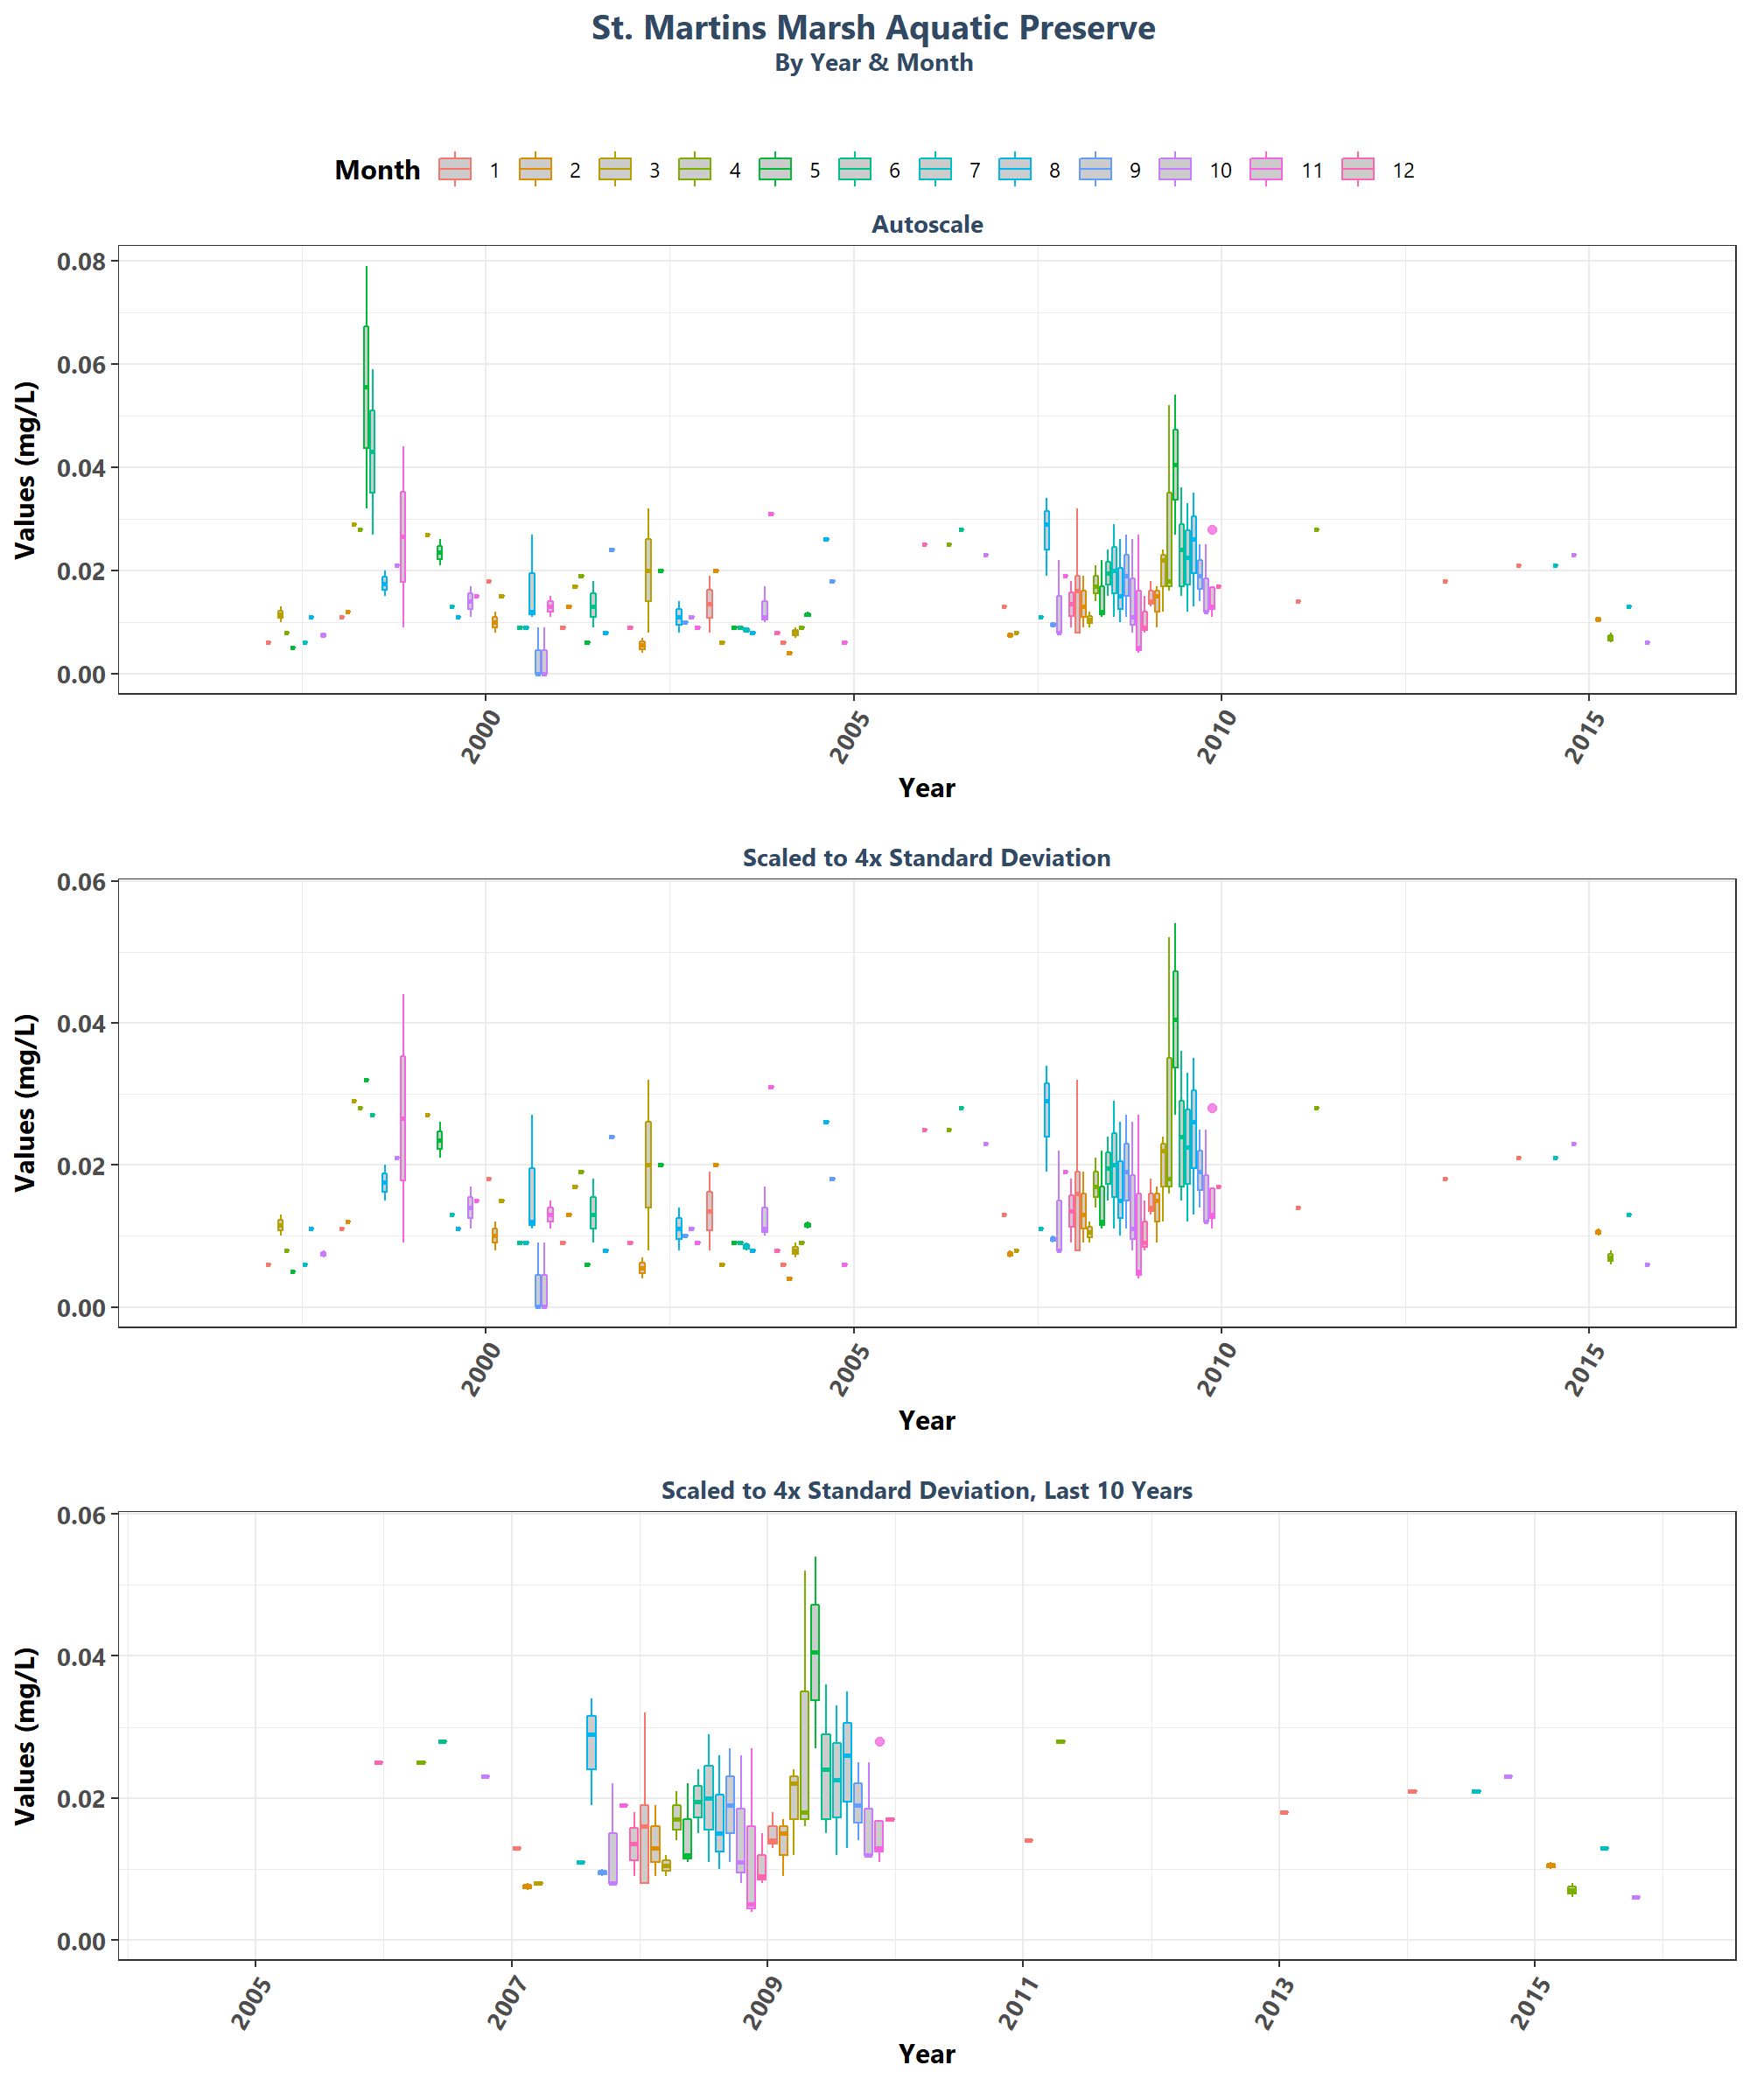 St. Martins Marsh Aquatic Preserve
By Year & Month
Month 1 2 3 4 5 6 7 8 9 10 11 12
Autoscale
Values (mg/L)
0.08
0.06
0.04
0.02
0.00
2000 2005 2010 2015
Year
Scaled to 4x Standard Deviation
Values (mg/L)
0.06
0.04
0.02
0.00
2000 2005 2010 2015
Year
Scaled to 4x Standard Deviation, Last 10 Years
Values (mg/L)
0.06
0.04
0.02
0.00
2005 2007 2009 2011 2013 2015
Year